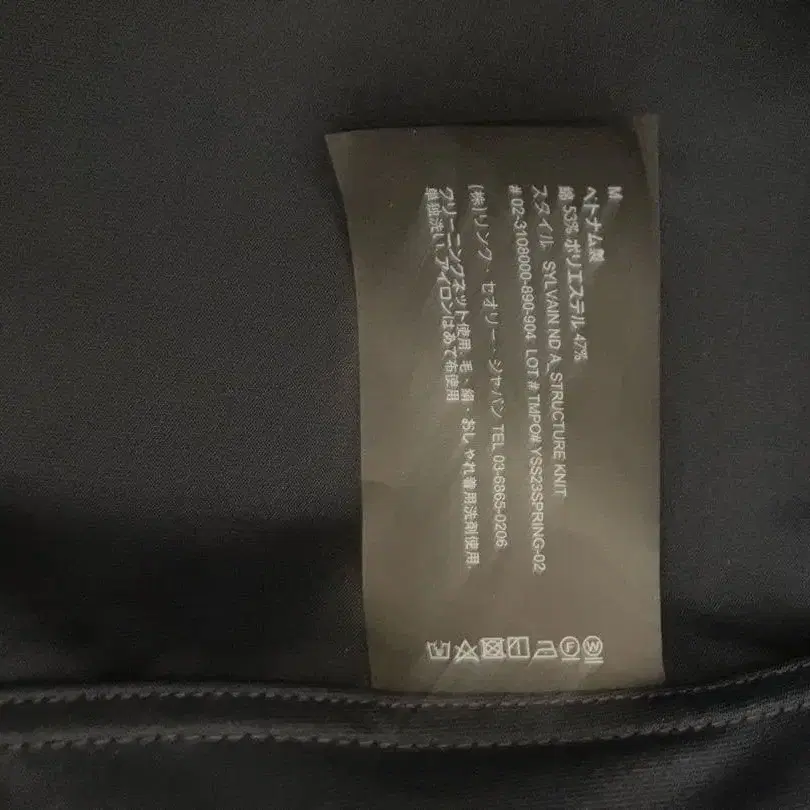 M
ベトナム製
綿 53% ポリエステル 47%
スタイル SYLVAIN ND A_STRUCTURE KNIT
# 02-3108000-890-904 LOT # TMPO# YSS23SPRING-02
(株)リンク・セオリー・ジャパン TEL 03-6865-0206
クリーニングネット使用. 毛・絹・おしゃれ着用洗剤使用.
単独洗い. アイロンはあて布使用
F W